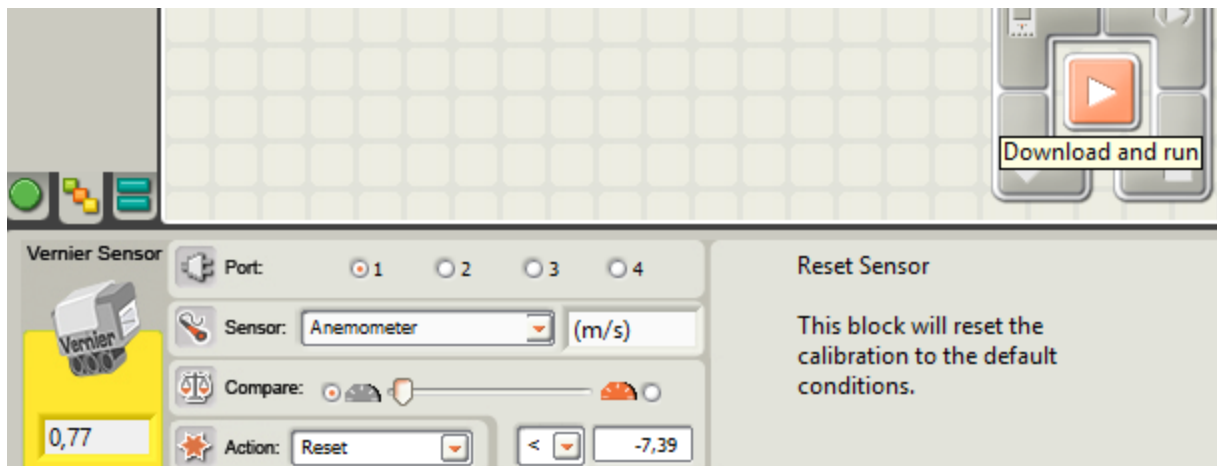 Download and run
Vernier Sensor
Vernier
0,77
Port: 1 2 3 4
Sensor: Anemometer (m/s)
Compare:
Action: Reset < -7,39
Reset Sensor
This block will reset the
calibration to the default
conditions.